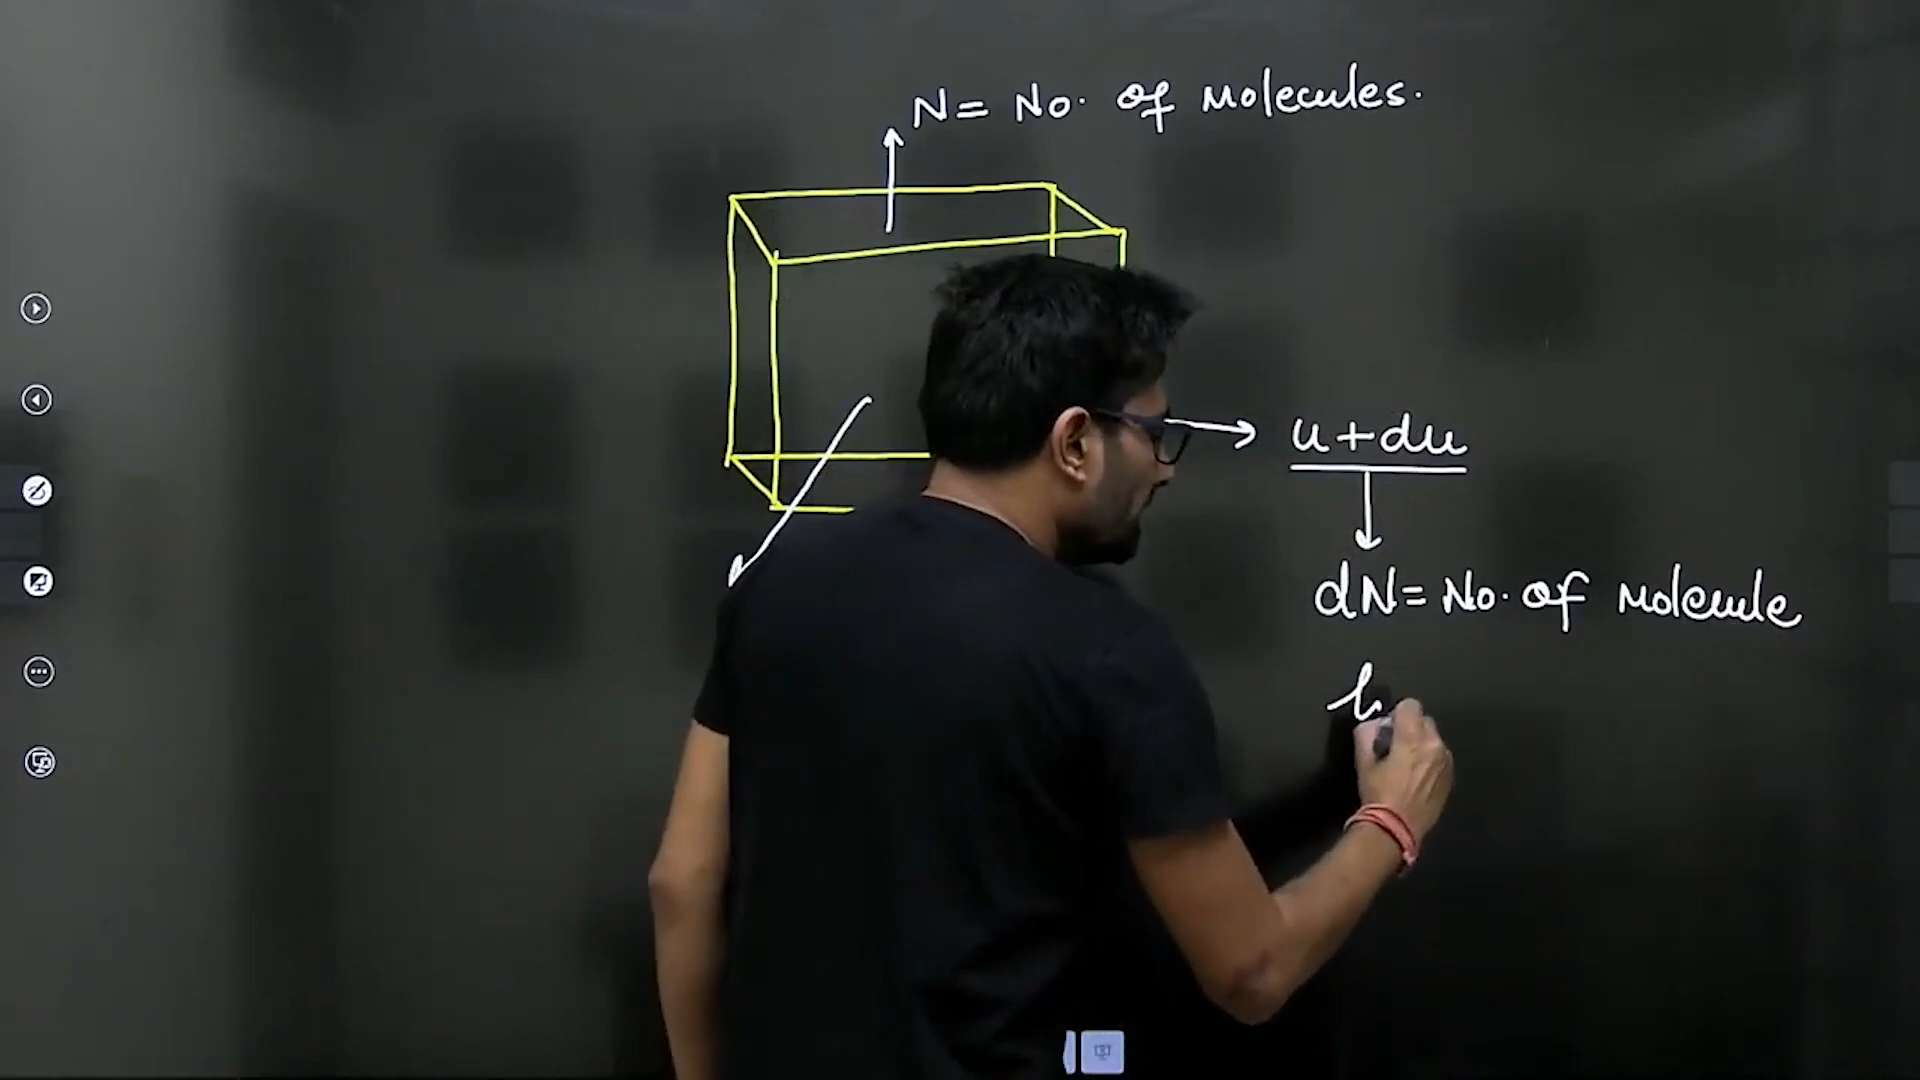 N = No. of Molecules.
u + du
dN = No. of Molecule